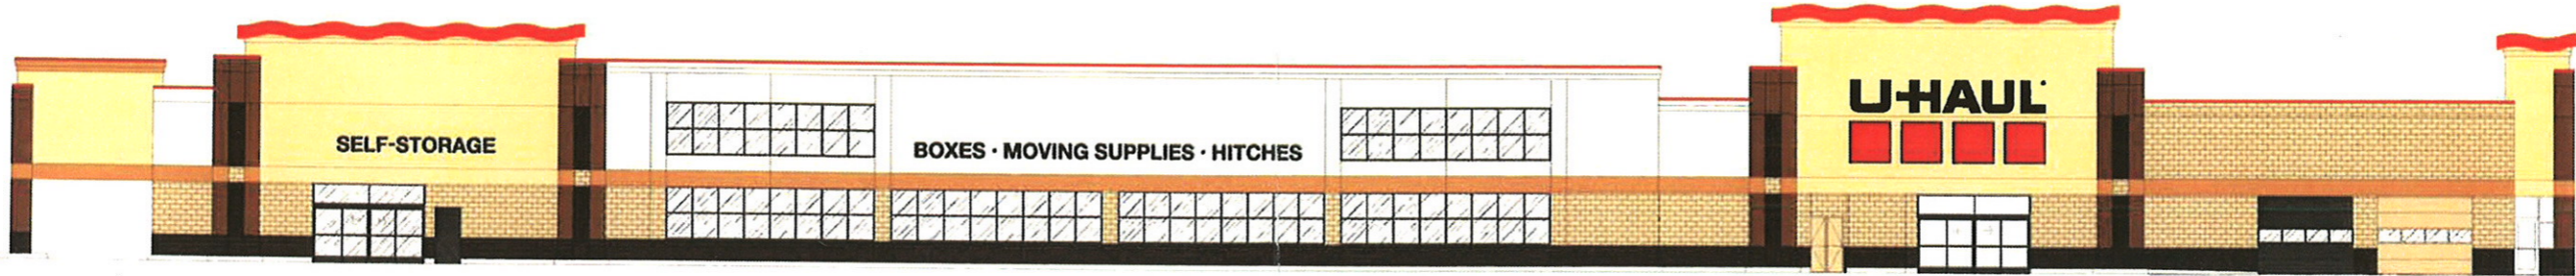 SELF-STORAGE
BOXES · MOVING SUPPLIES · HITCHES
U-HAUL